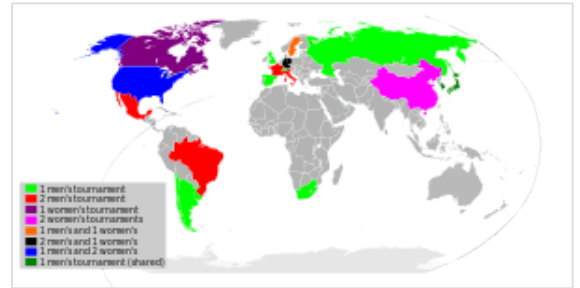 1 men's tournament
2 men's tournament
1 women's tournament
2 women's tournaments
1 men's and 1 women's
2 men's and 1 women's
1 men's and 2 women's
1 men's tournament (shared)